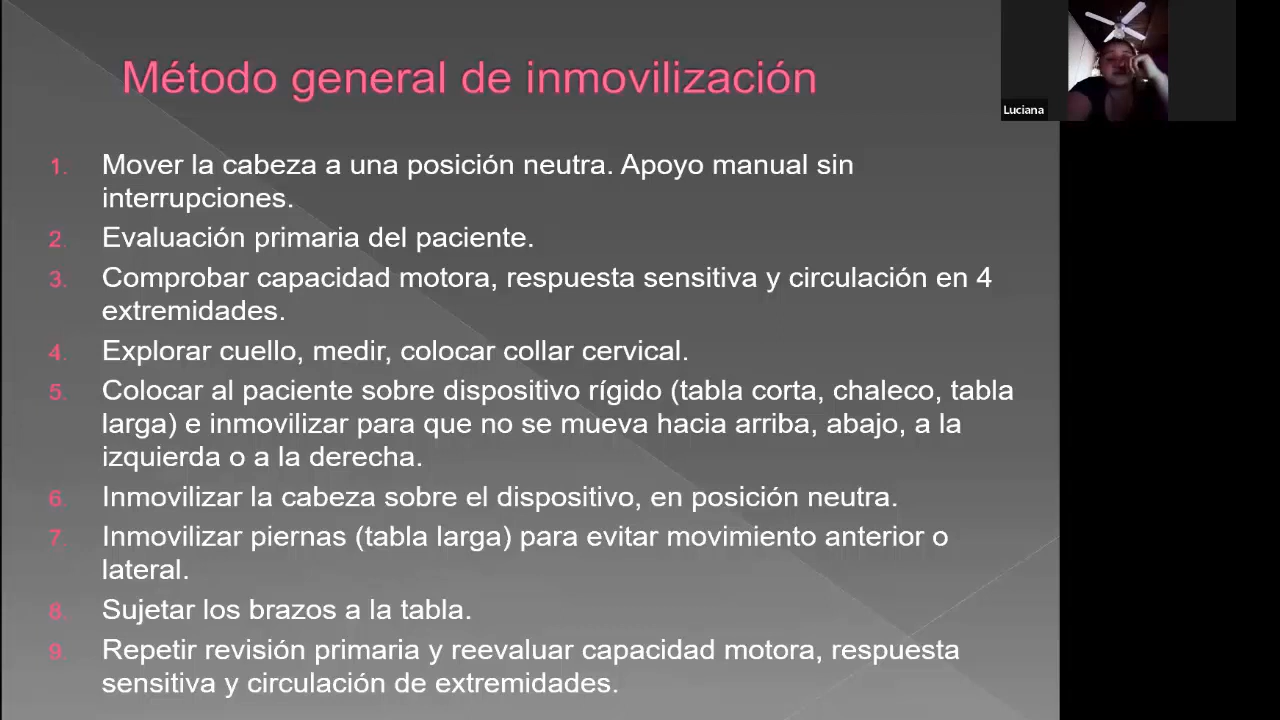 Método general de inmovilización
Luciana
1. Mover la cabeza a una posición neutra. Apoyo manual sin
interrupciones.
2. Evaluación primaria del paciente.
3. Comprobar capacidad motora, respuesta sensitiva y circulación en 4
extremidades.
4. Explorar cuello, medir, colocar collar cervical.
5. Colocar al paciente sobre dispositivo rígido (tabla corta, chaleco, tabla
larga) e inmovilizar para que no se mueva hacia arriba, abajo, a la
izquierda o a la derecha.
6. Inmovilizar la cabeza sobre el dispositivo, en posición neutra.
7. Inmovilizar piernas (tabla larga) para evitar movimiento anterior o
lateral.
8. Sujetar los brazos a la tabla.
9. Repetir revisión primaria y reevaluar capacidad motora, respuesta
sensitiva y circulación de extremidades.